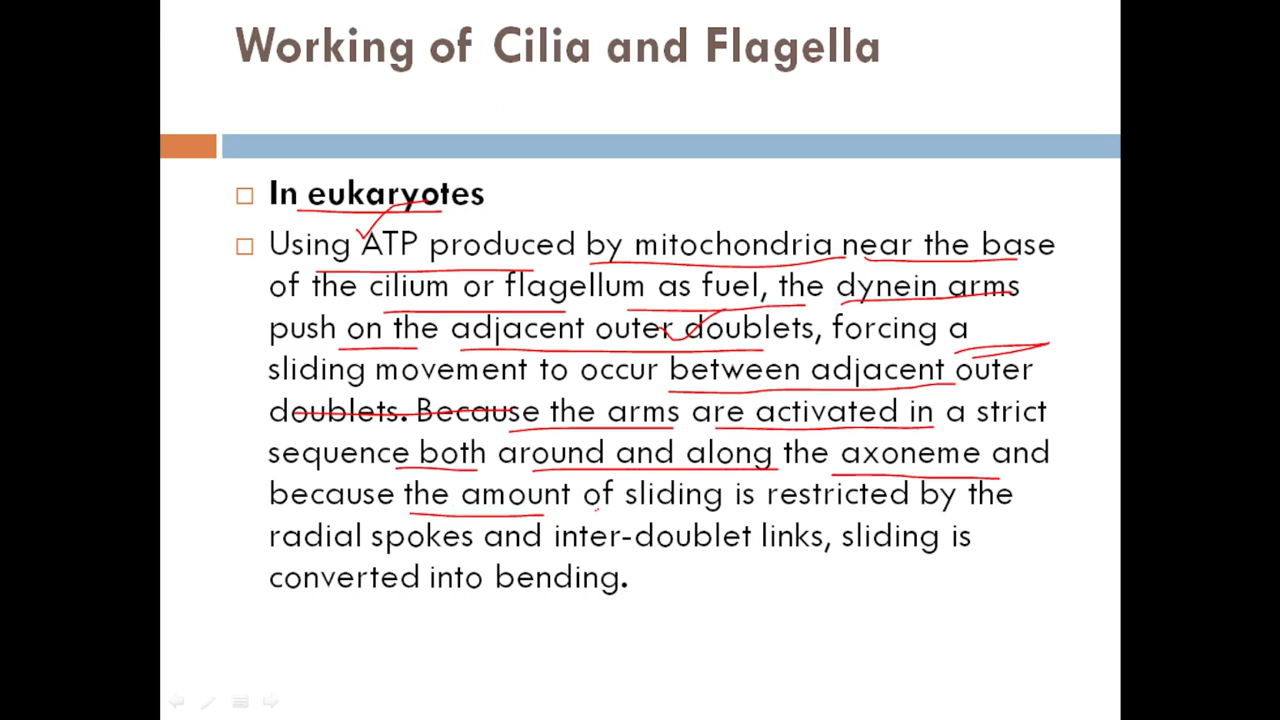 Working of Cilia and Flagella
In eukaryotes
Using ATP produced by mitochondria near the base
of the cilium or flagellum as fuel, the dynein arms
push on the adjacent outer doublets, forcing a
sliding movement to occur between adjacent outer
doublets. Because the arms are activated in a strict
sequence both around and along the axoneme and
because the amount of sliding is restricted by the
radial spokes and inter-doublet links, sliding is
converted into bending.